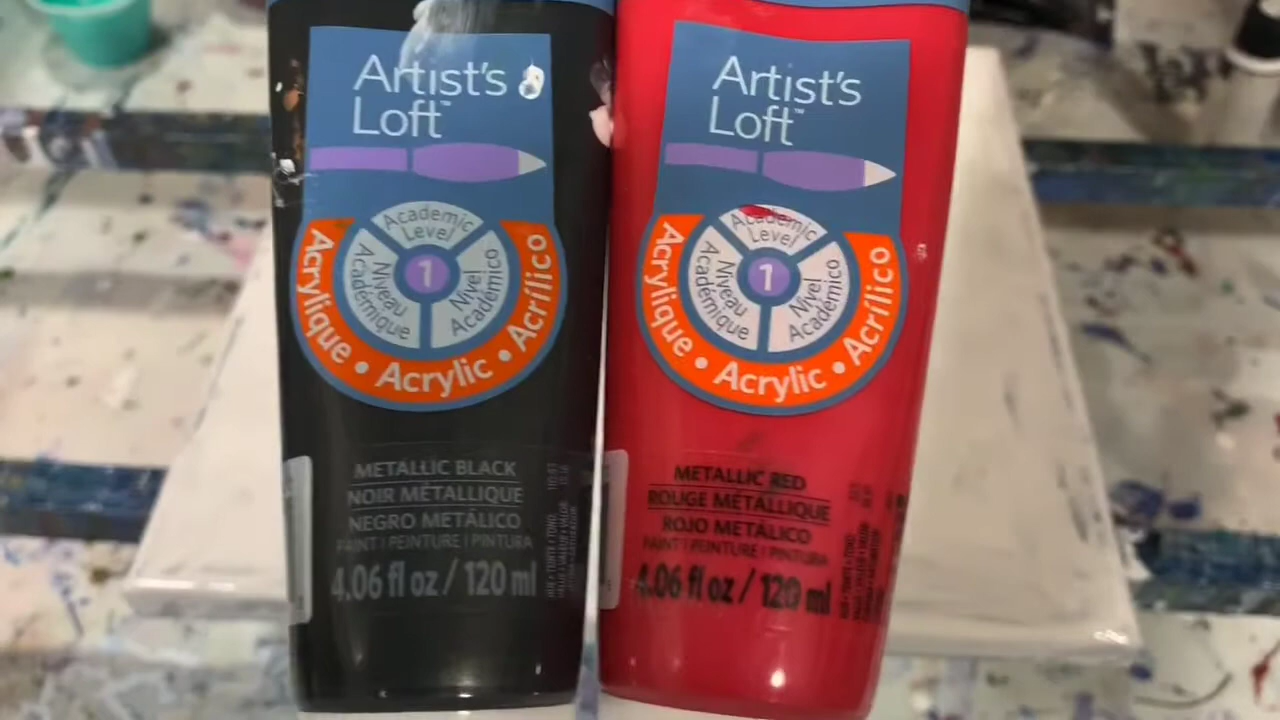 Artist's
Loft™
Academic
Level
Niveau
Académique
Nivel
Académico
1
Acrylique • Acrylic • Acrílico
METALLIC BLACK
NOIR MÉTALLIQUE
NEGRO METÁLICO
PAINT | PEINTURE | PINTURA
4.06 fl oz / 120 ml
Artist's
Loft™
Academic
Level
Niveau
Académique
Nivel
Académico
1
Acrylique • Acrylic • Acrílico
METALLIC RED
ROUGE MÉTALLIQUE
ROJO METÁLICO
PAINT | PEINTURE | PINTURA
4.06 fl oz / 120 ml